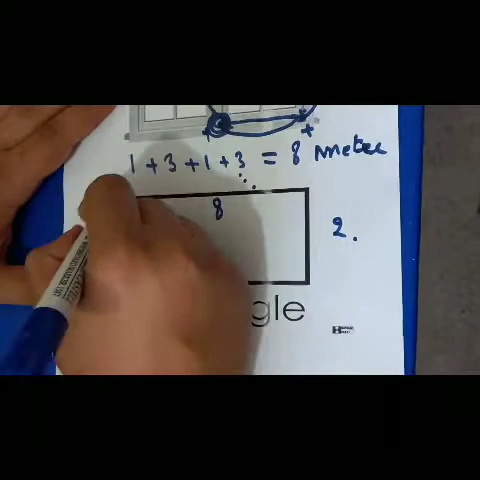 1 + 3 + 1 + 3 = 8 meter
8
2.
gle